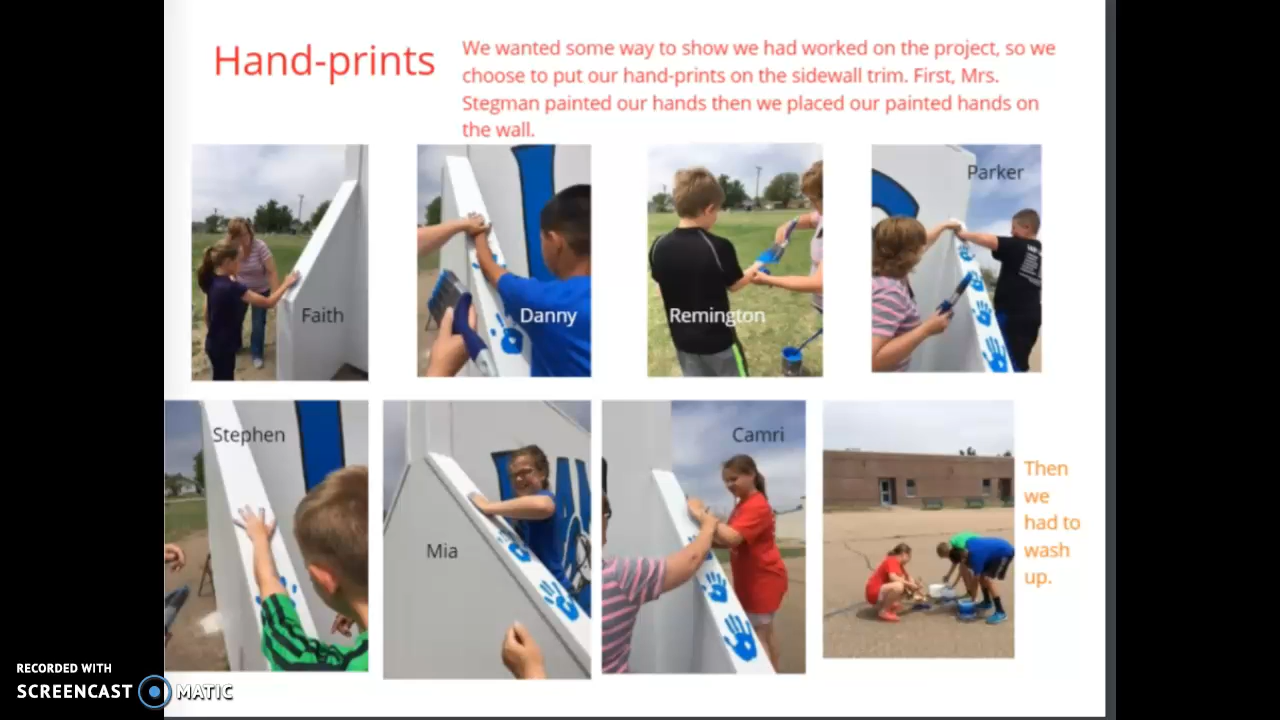 Hand-prints
We wanted some way to show we had worked on the project, so we
choose to put our hand-prints on the sidewall trim. First, Mrs.
Stegman painted our hands then we placed our painted hands on
the wall.
Faith
Danny
Remington
Parker
Stephen
Mia
Camri
Then
we
had to
wash
up.
RECORDED WITH
SCREENCAST MATIC